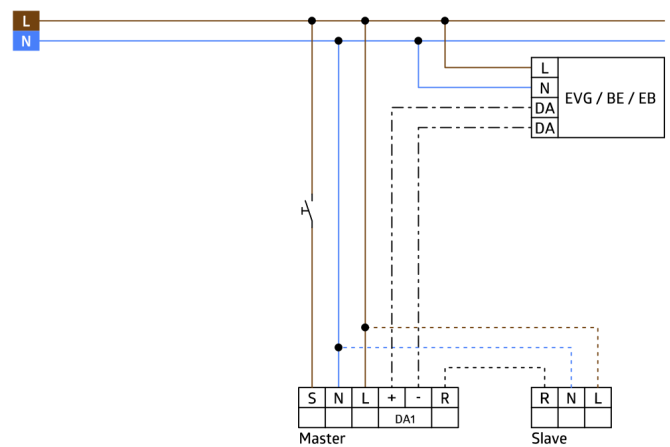 L
N
L
N
DA
DA
EVG / BE / EB
S N L + - R
DA1
Master
R N L
Slave